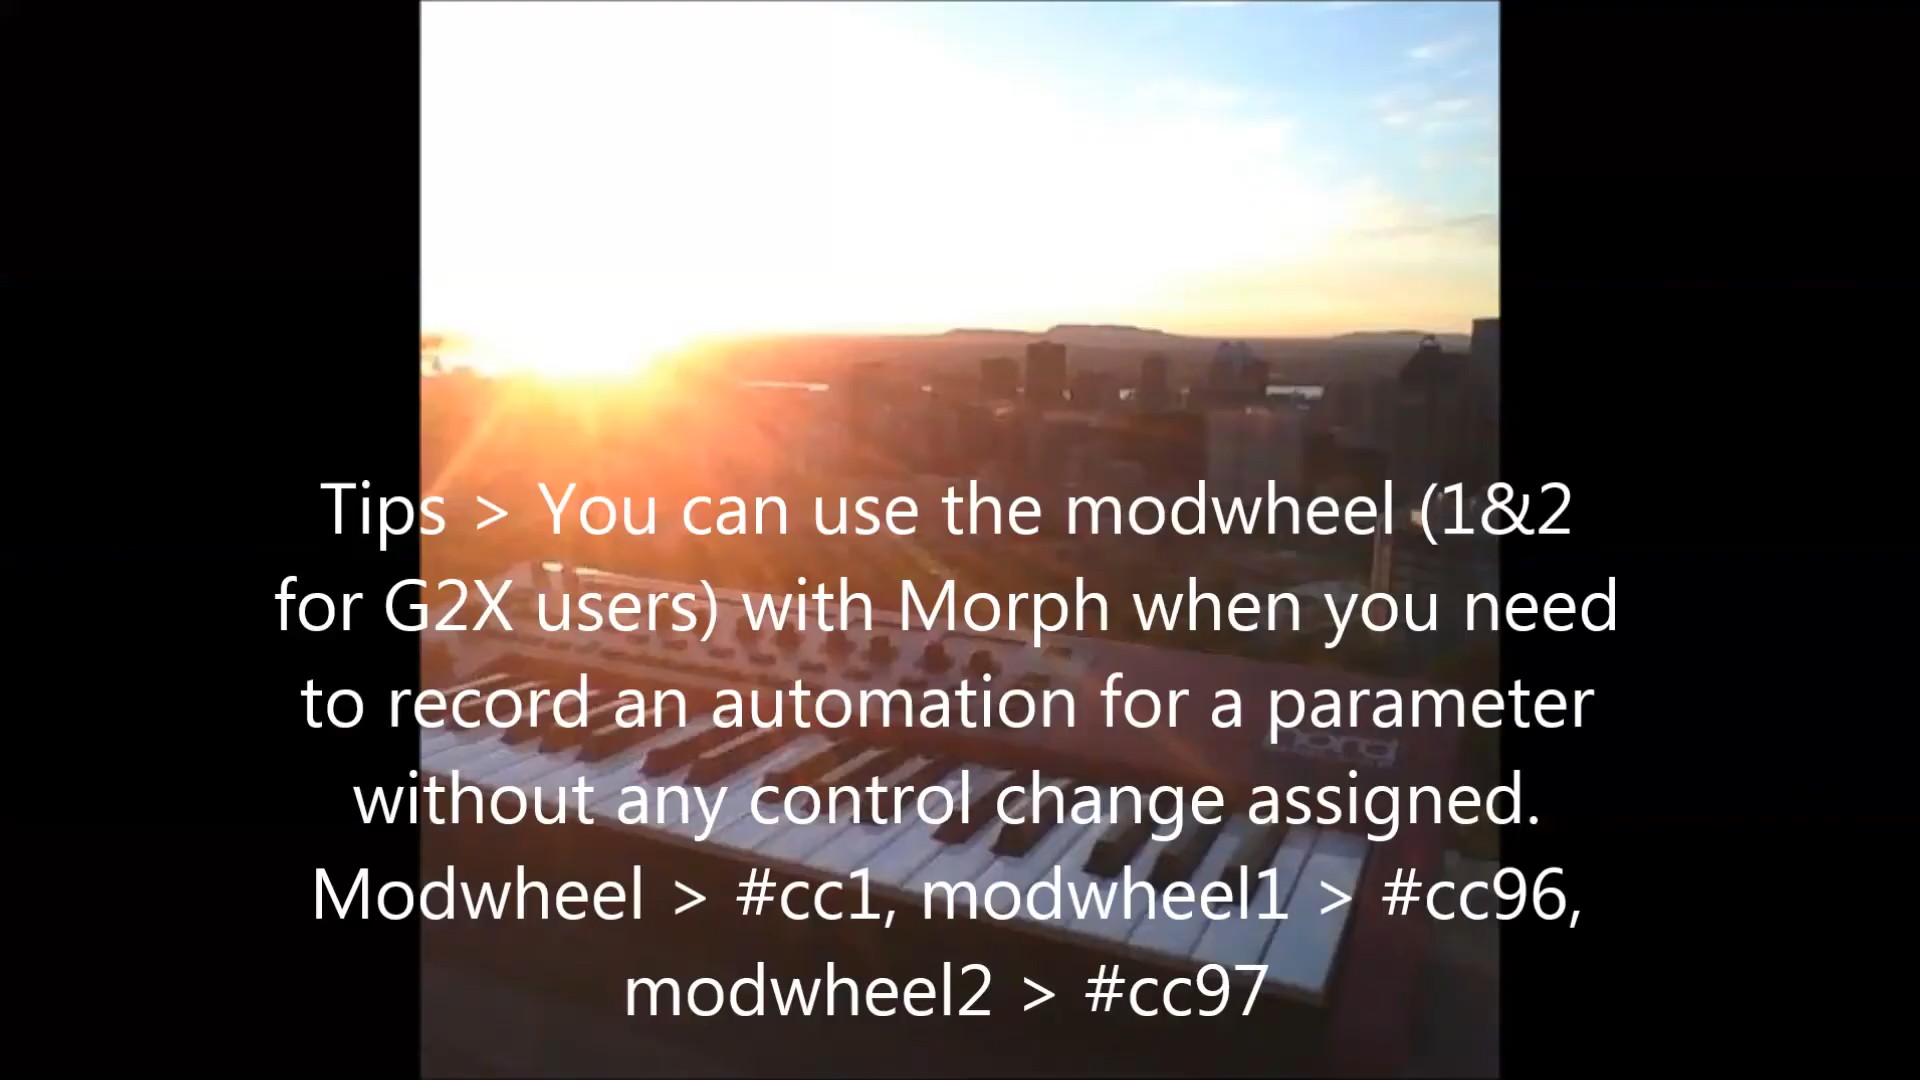 Tips > You can use the modwheel (1&2
for G2X users) with Morph when you need
to record an automation for a parameter
nord
without any control change assigned.
Modwheel > #cc1, modwheel1 > #cc96,
modwheel2 > #cc97